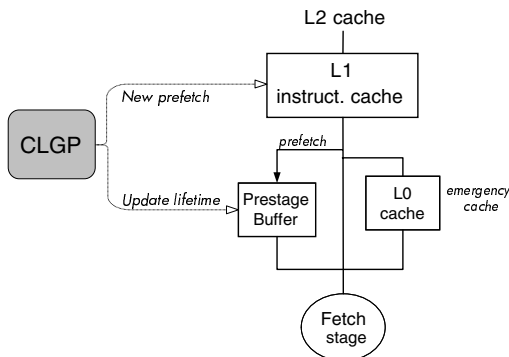 L2 cache
L1
instruct. cache
New prefetch
CLGP
prefetch
Update lifetime
Prestage
Buffer
L0
cache
emergency
cache
Fetch
stage